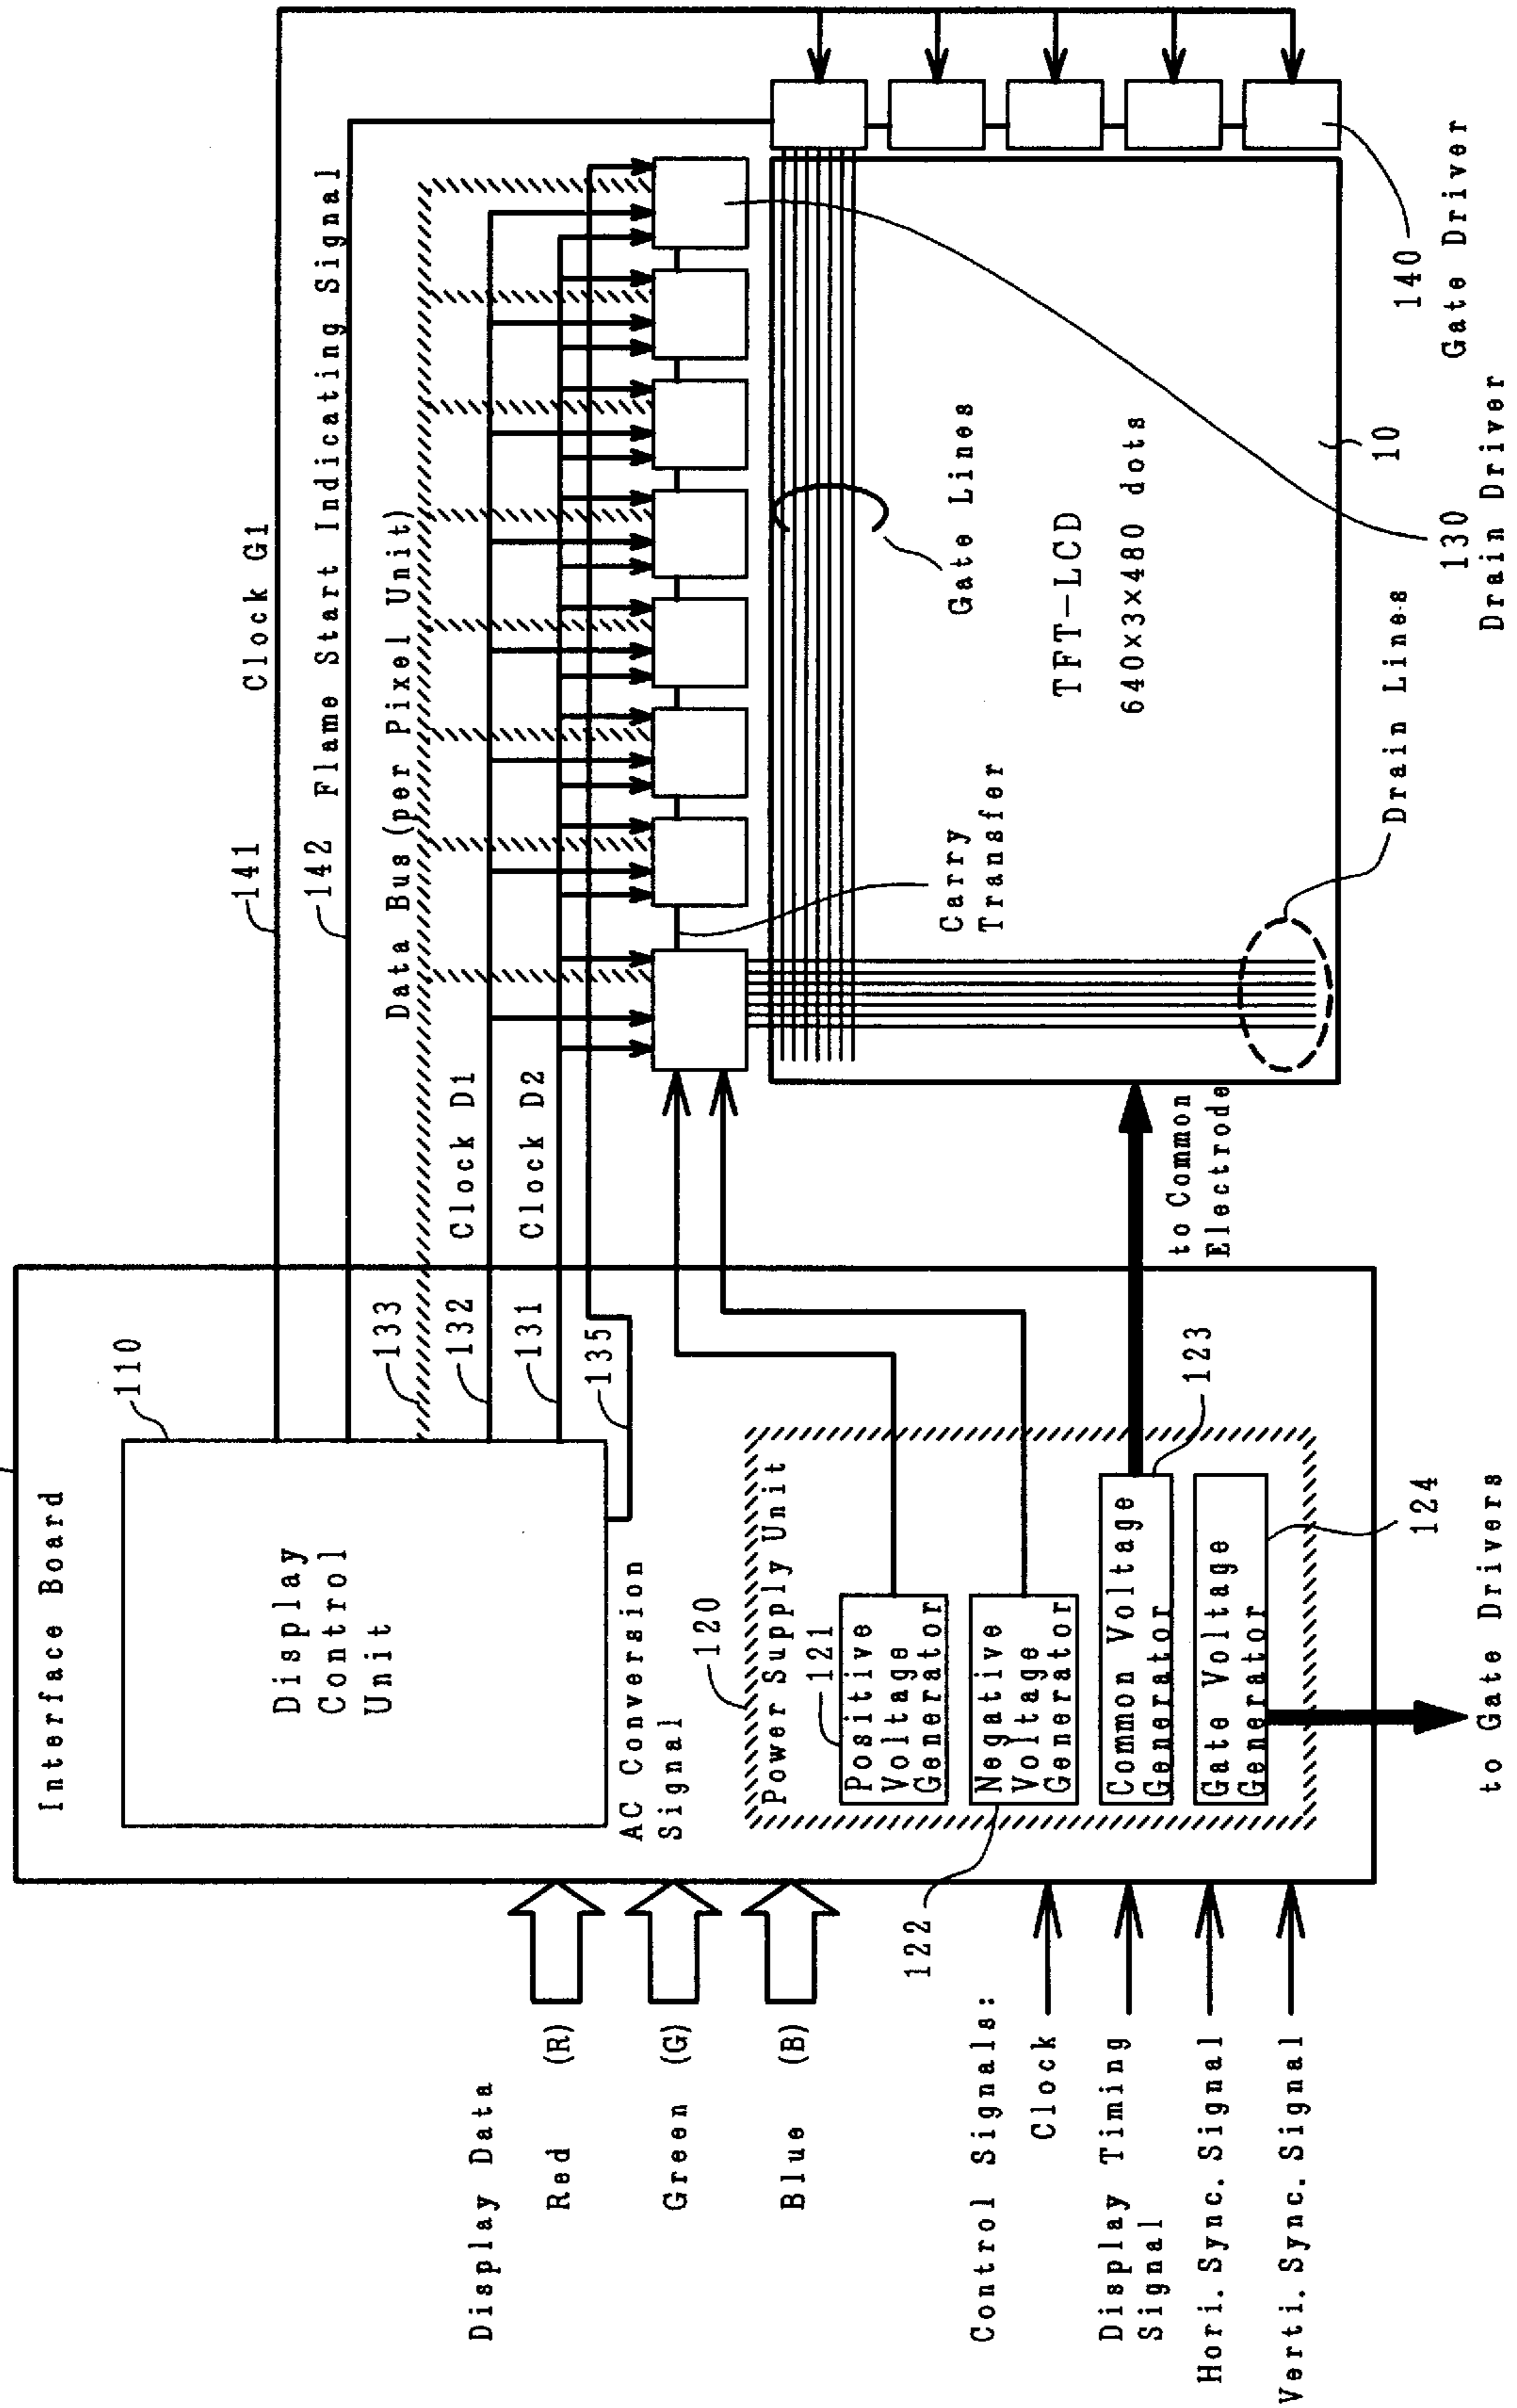 Interface Board
110
Display
Control
Unit
AC Conversion
Signal
120
Power Supply Unit
121
Positive
Voltage
Generator
Negative
Voltage
Generator
122
Common Voltage
Generator
123
Gate Voltage
Generator
124
to Gate Drivers
Display Data
Red (R)
Green (G)
Blue (B)
Control Signals:
Clock
Display Timing
Signal
Hori. Sync. Signal
Verti. Sync. Signal
141
Clock G1
142
Flame Start Indicating Signal
133
Data Bus (per Pixel Unit)
132
Clock D1
131
Clock D2
135
Carry
Transfer
to Common
Electrode
Gate Lines
TFT-LCD
640×3×480 dots
Drain Lines
10
130
Drain Driver
140
Gate Driver